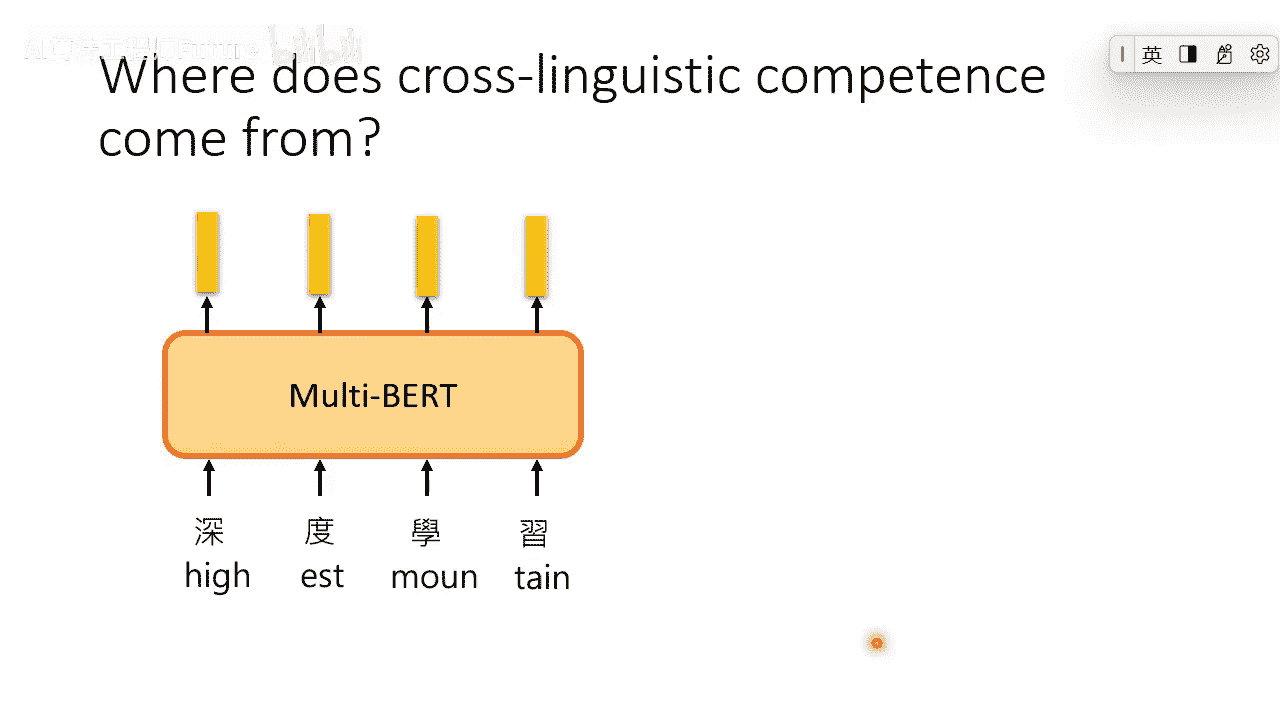 Where does cross-linguistic competence
come from?
英
Multi-BERT
深 度 學 習
high est moun tain